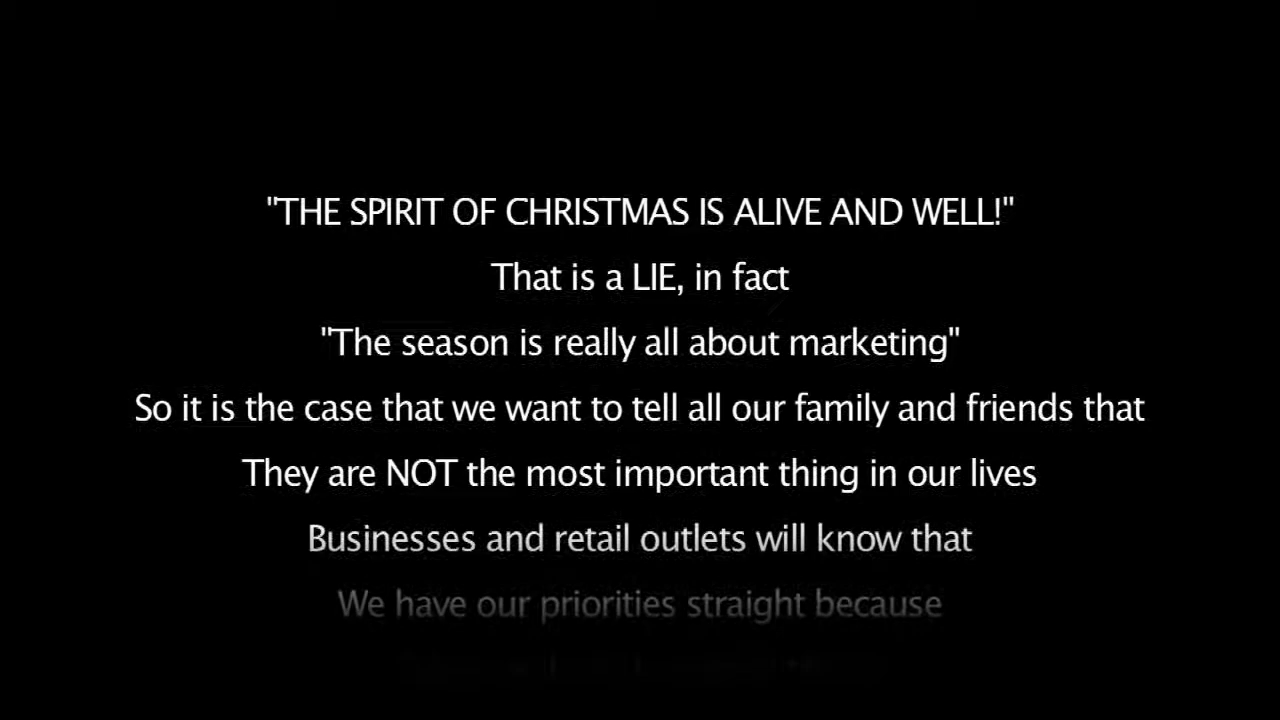 "THE SPIRIT OF CHRISTMAS IS ALIVE AND WELL!"
That is a LIE, in fact
"The season is really all about marketing"
So it is the case that we want to tell all our family and friends that
They are NOT the most important thing in our lives
Businesses and retail outlets will know that
We have our priorities straight because